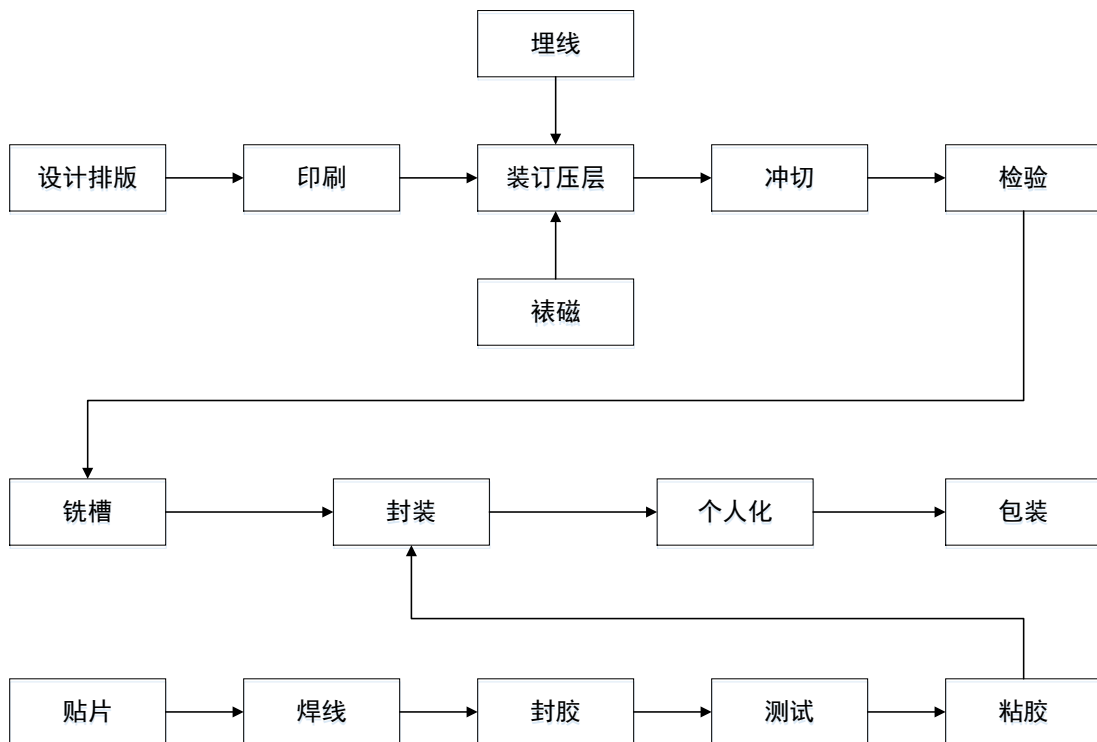 埋线
设计排版
印刷
装订压层
冲切
检验
裱磁
铣槽
封装
个人化
包装
贴片
焊线
封胶
测试
粘胶